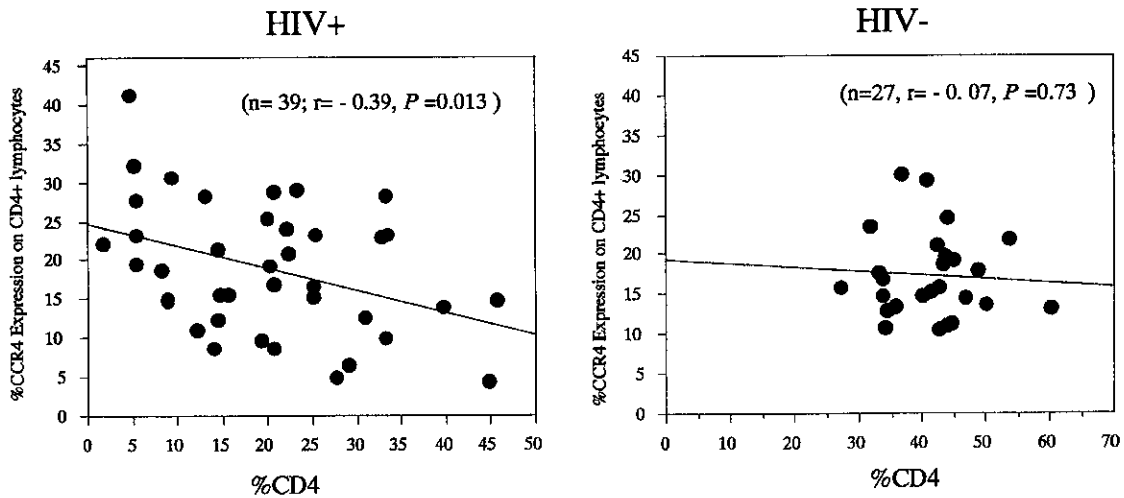 HIV+
%CCR4 Expression on CD4+ lymphocytes
45
40
35
30
25
20
15
10
5
0
(n= 39; r= - 0.39, P =0.013)
0 5 10 15 20 25 30 35 40 45 50
%CD4
HIV-
%CCR4 Expression on CD4+ lymphocytes
45
40
35
30
25
20
15
10
5
0
(n=27, r= - 0. 07, P =0.73 )
0 10 20 30 40 50 60 70
%CD4